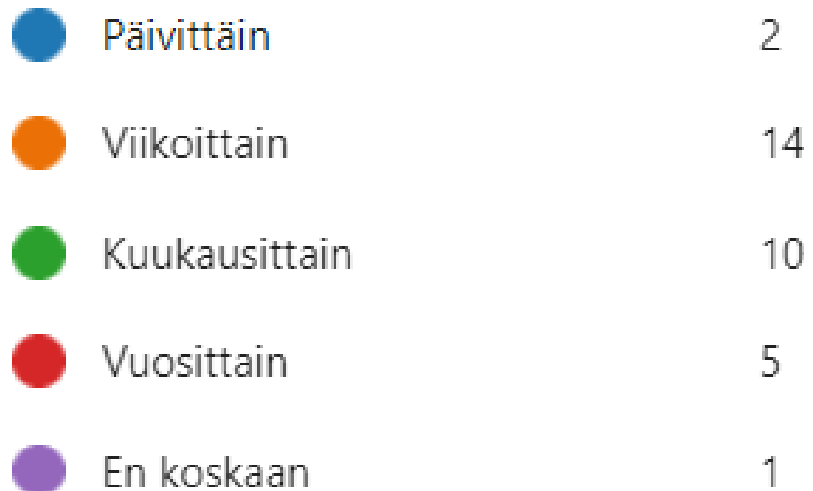 Päivittäin 2
Viikoittain 14
Kuukausittain 10
Vuosittain 5
En koskaan 1